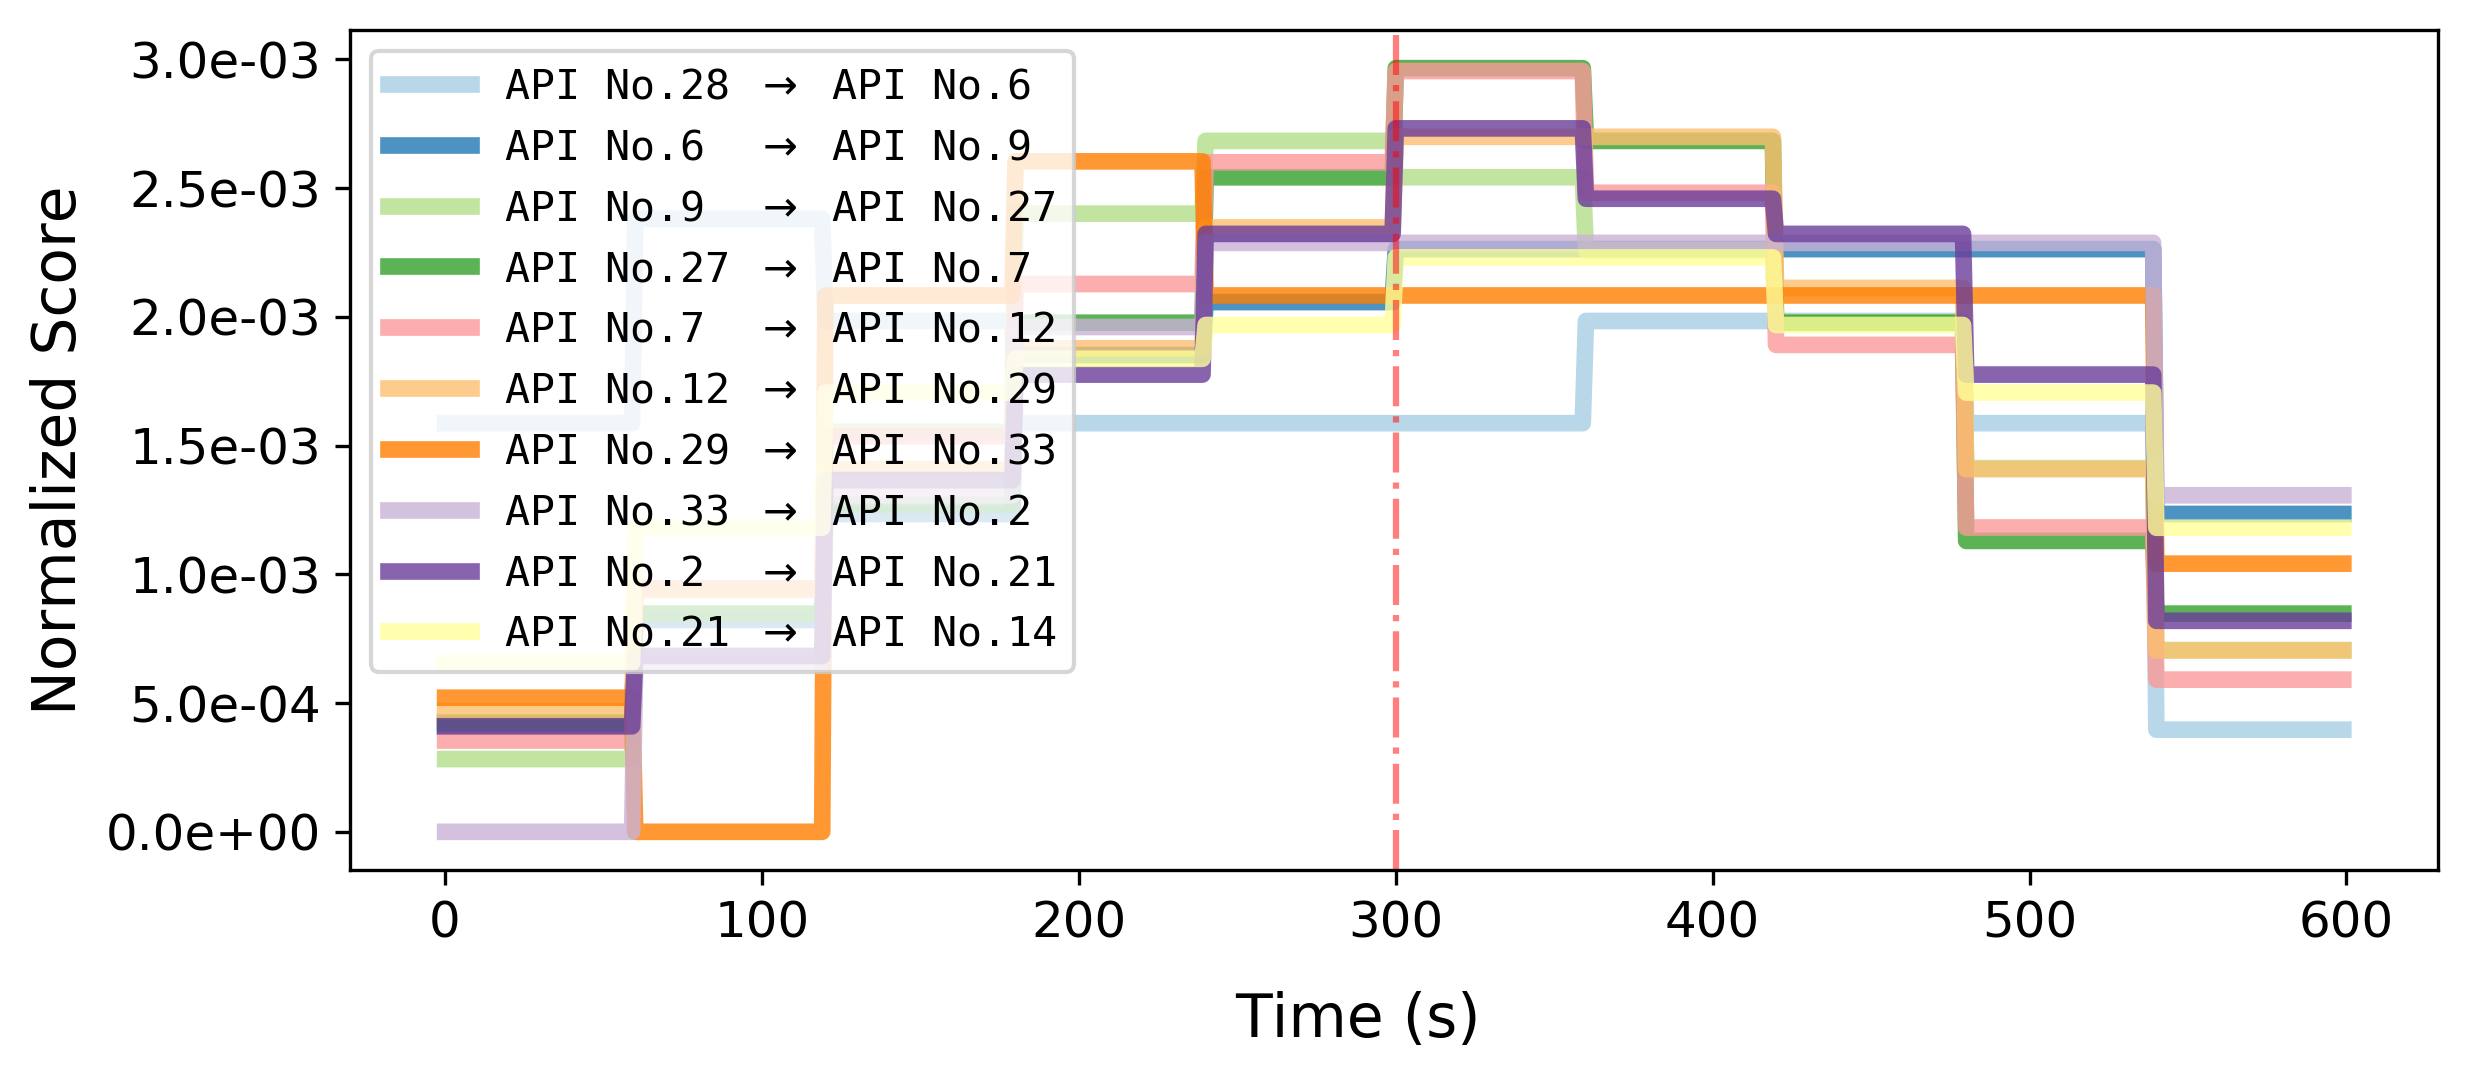 Normalized Score
3.0e-03
2.5e-03
2.0e-03
1.5e-03
1.0e-03
5.0e-04
0.0e+00
API No.28 → API No.6
API No.6 → API No.9
API No.9 → API No.27
API No.27 → API No.7
API No.7 → API No.12
API No.12 → API No.29
API No.29 → API No.33
API No.33 → API No.2
API No.2 → API No.21
API No.21 → API No.14
0 100 200 300 400 500 600
Time (s)